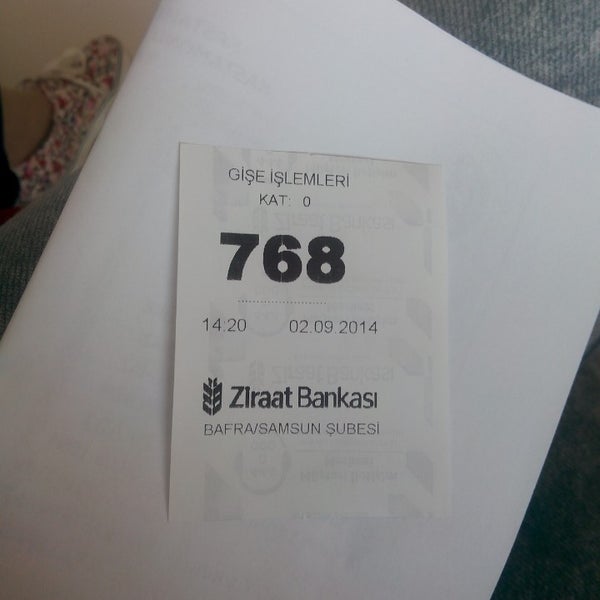 GİŞE İŞLEMLERİ
KAT: 0
768
14:20 02.09.2014
Ziraat Bankası
BAFRA/SAMSUN ŞUBESİ